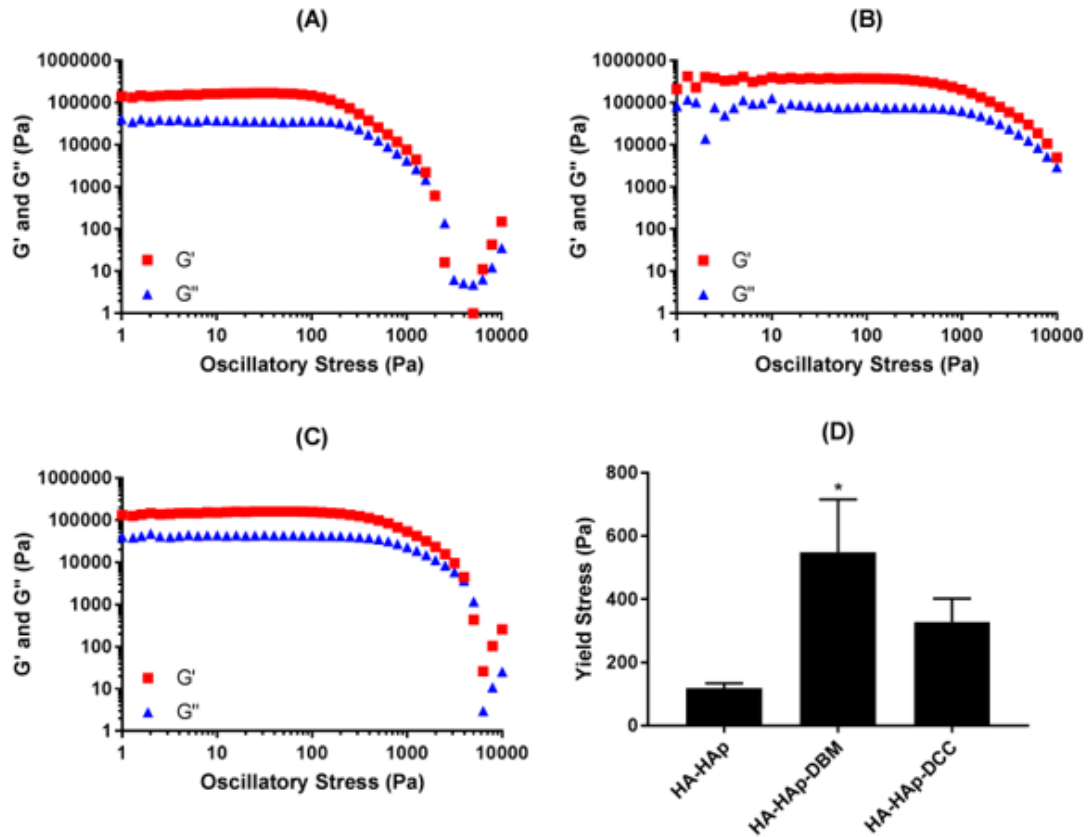 (A)
1000000
100000
10000
1000
100
10
1
G' and G" (Pa)
G'
G"
1 10 100 1000 10000
Oscillatory Stress (Pa)
(B)
1000000
100000
10000
1000
100
10
1
G' and G" (Pa)
G'
G"
1 10 100 1000 10000
Oscillatory Stress (Pa)
(C)
1000000
100000
10000
1000
100
10
1
G' and G" (Pa)
G'
G"
1 10 100 1000 10000
Oscillatory Stress (Pa)
(D)
800
600
400
200
0
Yield Stress (Pa)
*
HA-HAp
HA-HAp-DBM
HA-HAp-DCC